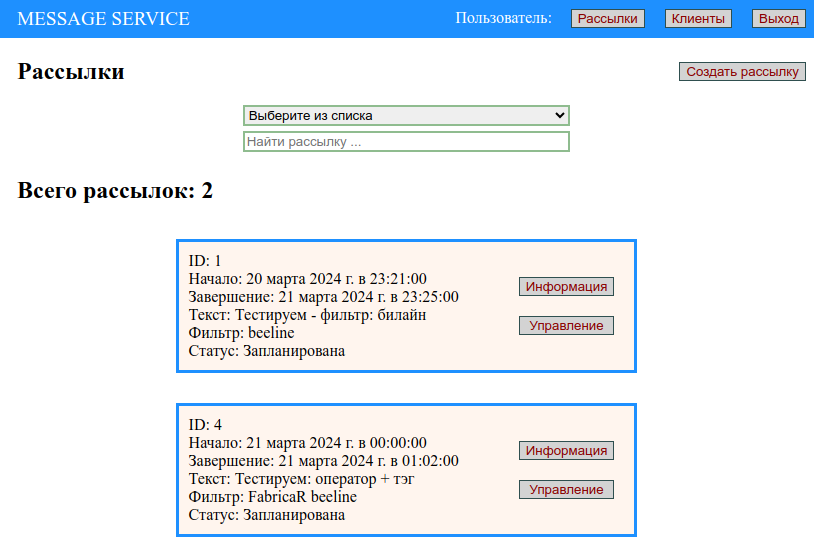 MESSAGE SERVICE Пользователь: Рассылки Клиенты Выход
Рассылки Создать рассылку
Выберите из списка
Найти рассылку ...
Всего рассылок: 2
ID: 1
Начало: 20 марта 2024 г. в 23:21:00
Завершение: 21 марта 2024 г. в 23:25:00
Текст: Тестируем - фильтр: билайн
Фильтр: beeline
Статус: Запланирована
Информация
Управление
ID: 4
Начало: 21 марта 2024 г. в 00:00:00
Завершение: 21 марта 2024 г. в 01:02:00
Текст: Тестируем: оператор + тэг
Фильтр: FabricaR beeline
Статус: Запланирована
Информация
Управление